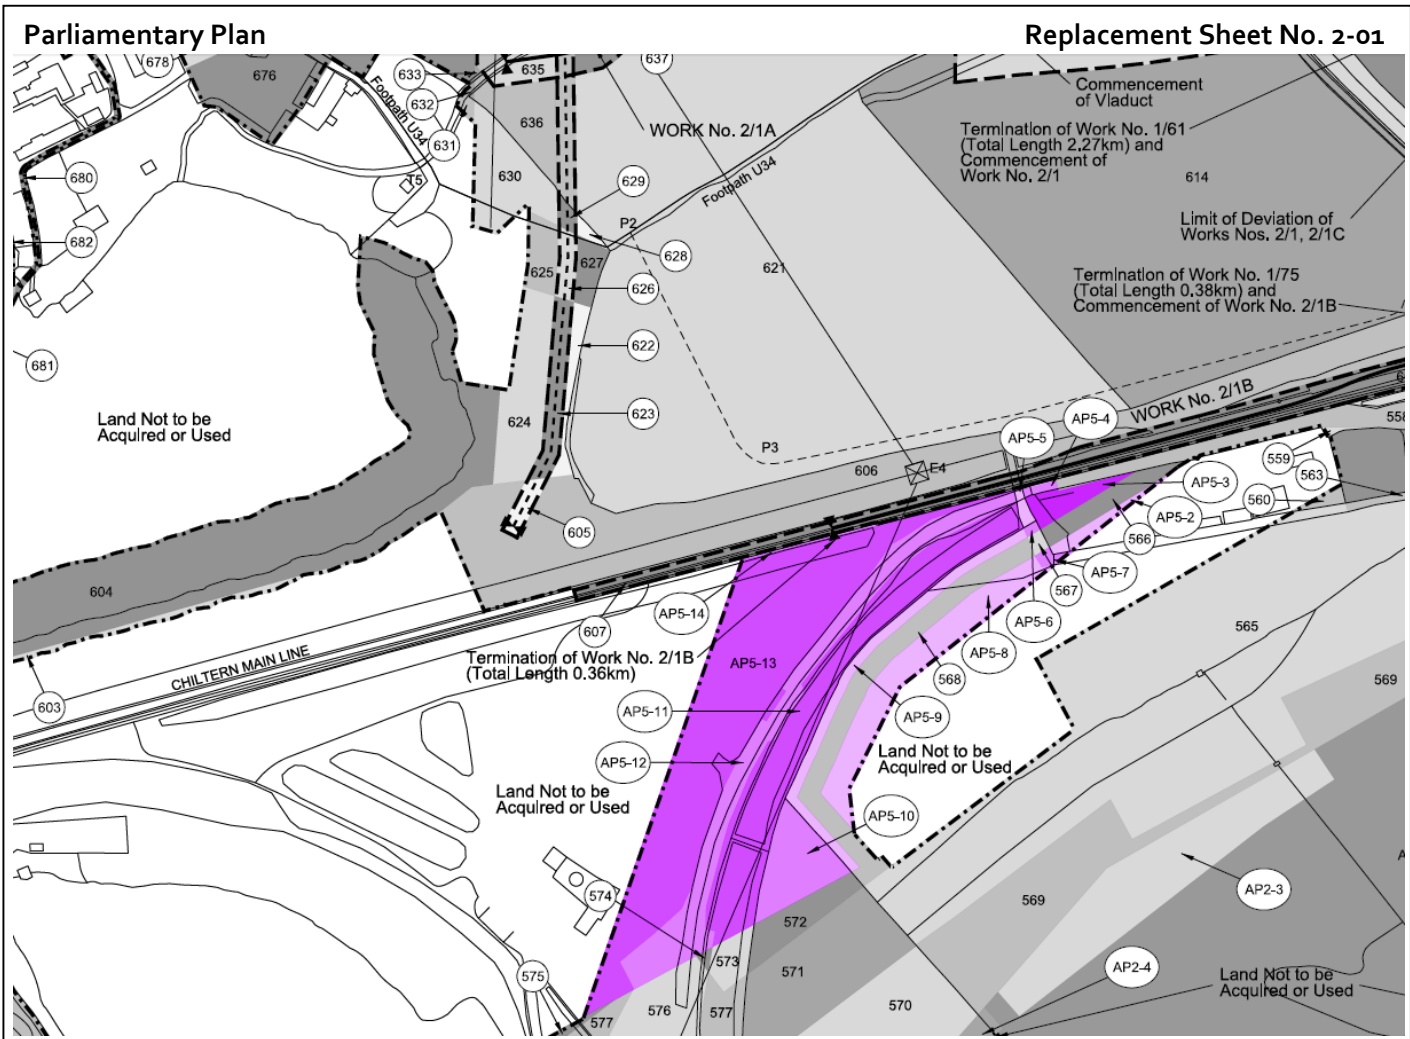 Parliamentary Plan
Replacement Sheet No. 2-01
678
676
633
632
631
635
637
636
630
Footpath U34
T5
WORK No. 2/1A
629
P2
Footpath U34
628
627
625
626
621
622
623
624
680
682
681
Commencement
of Viaduct
Termination of Work No. 1/61
(Total Length 2.27km) and
Commencement of
Work No. 2/1
614
Limit of Deviation of
Works Nos. 2/1, 2/1C
Termination of Work No. 1/75
(Total Length 0.38km) and
Commencement of Work No. 2/1B
Land Not to be
Acquired or Used
WORK No. 2/1B
AP5-4
AP5-5
P3
606
E4
AP5-3
559
563
560
558
AP5-2
566
605
604
AP5-7
567
AP5-6
AP5-14
607
AP5-8
565
Termination of Work No. 2/1B
(Total Length 0.36km)
CHILTERN MAIN LINE
603
AP5-13
568
569
AP5-11
AP5-9
AP5-12
Land Not to be
Acquired or Used
Land Not to be
Acquired or Used
AP5-10
574
AP2-3
569
572
573
571
575
AP2-4
Land Not to be
Acquired or Used
570
576
577
577